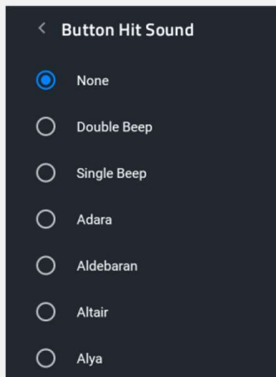 Button Hit Sound
None
Double Beep
Single Beep
Adara
Aldebaran
Altair
Alya